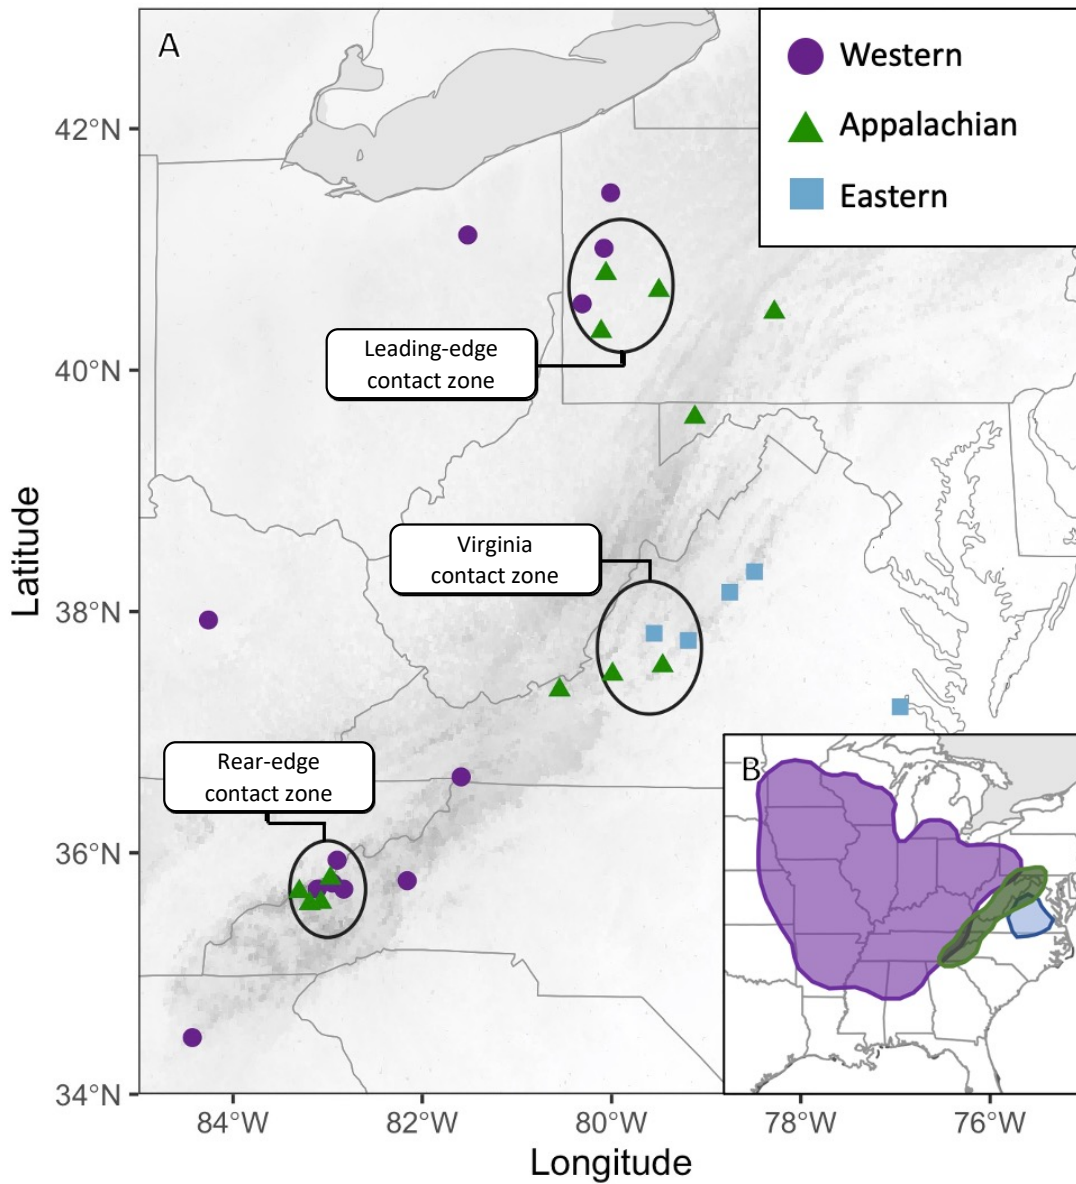 A
Western
Appalachian
Eastern
42°N
40°N
38°N
36°N
34°N
Latitude
Leading-edge
contact zone
Virginia
contact zone
Rear-edge
contact zone
B
84°W
82°W
80°W
78°W
76°W
Longitude